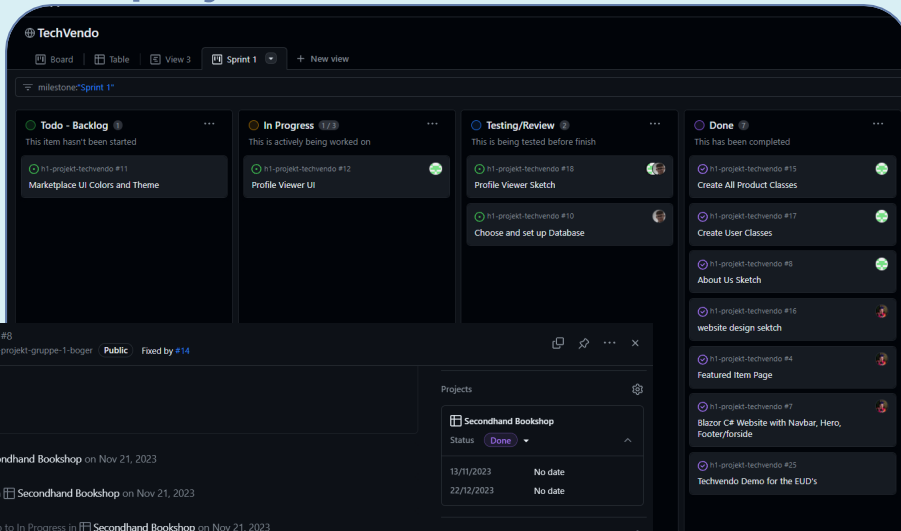 TechVendo
Board
Table
View 3
Sprint 1
+ New view
milestone:"Sprint 1"
Todo - Backlog 1
This item hasn't been started
h1-projekt-techvendo #11
Marketplace UI Colors and Theme
In Progress 1 / 3
This is actively being worked on
h1-projekt-techvendo #12
Profile Viewer UI
Testing/Review 2
This is being tested before finish
h1-projekt-techvendo #18
Profile Viewer Sketch
h1-projekt-techvendo #10
Choose and set up Database
Done 7
This has been completed
h1-projekt-techvendo #15
Create All Product Classes
h1-projekt-techvendo #17
Create User Classes
h1-projekt-techvendo #6
About Us Sketch
h1-projekt-techvendo #16
website design sektch
h1-projekt-techvendo #4
Featured Item Page
h1-projekt-techvendo #7
Blazor C# Website with Navbar, Hero,
Footer/forside
h1-projekt-techvendo #25
Techvendo Demo for the EUD's
#8
-projekt-gruppe-1-boger Public Fixed by #14
Projects
Secondhand Bookshop
Status Done
13/11/2023 No date
22/12/2023 No date
ondhand Bookshop on Nov 21, 2023
Secondhand Bookshop on Nov 21, 2023
to In Progress in Secondhand Bookshop on Nov 21, 2023